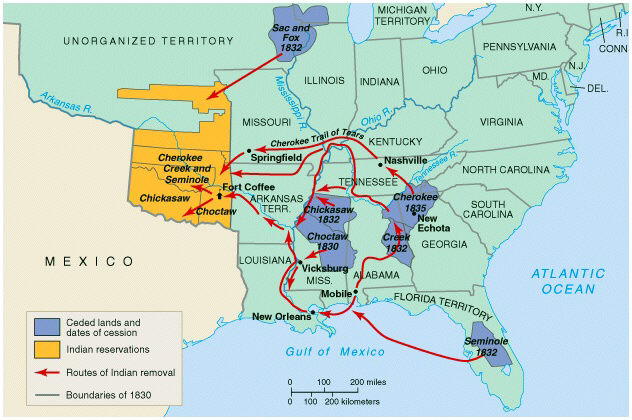 MICHIGAN
TERRITORY
N.Y.
R.I.
CONN
Sac and
Fox
1832
UNORGANIZED TERRITORY
PENNSYLVANIA
N.J.
OHIO
MD.
DEL.
ILLINOIS
INDIANA
Mississippi R.
Arkansas R.
Ohio R.
MISSOURI
VIRGINIA
Cherokee Trail of Tears
KENTUCKY
Springfield
Nashville
Tennessee R.
Cherokee
Creek and
Seminole
NORTH CAROLINA
TENNESSEE
Fort Coffee
Chickasaw
ARKANSAS
TERR.
Cherokee
1835
SOUTH
CAROLINA
Choctaw
Chickasaw
1832
New
Echota
Choctaw
1830
Creek
1832
GEORGIA
MEXICO
LOUISIANA
Vicksburg
MISS.
ALABAMA
ATLANTIC
OCEAN
Mobile
FLORIDA TERRITORY
New Orleans
Seminole
1832
Gulf of Mexico
Ceded lands and
dates of cession
Indian reservations
Routes of Indian removal
Boundaries of 1830
0 100 200 miles
0 100 200 kilometers